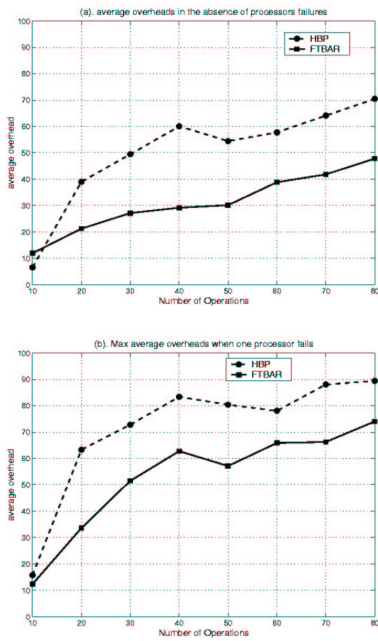 (a). average overheads in the absence of processors failures
100
90
80
70
60
50
40
30
20
10
0
average overhead
HBP
FTBAR
10 20 30 40 50 60 70 80
Number of Operations
(b). Max average overheads when one processor fails
100
90
80
70
60
50
40
30
20
10
0
average overhead
HBP
FTBAR
10 20 30 40 50 60 70 80
Number of Operations